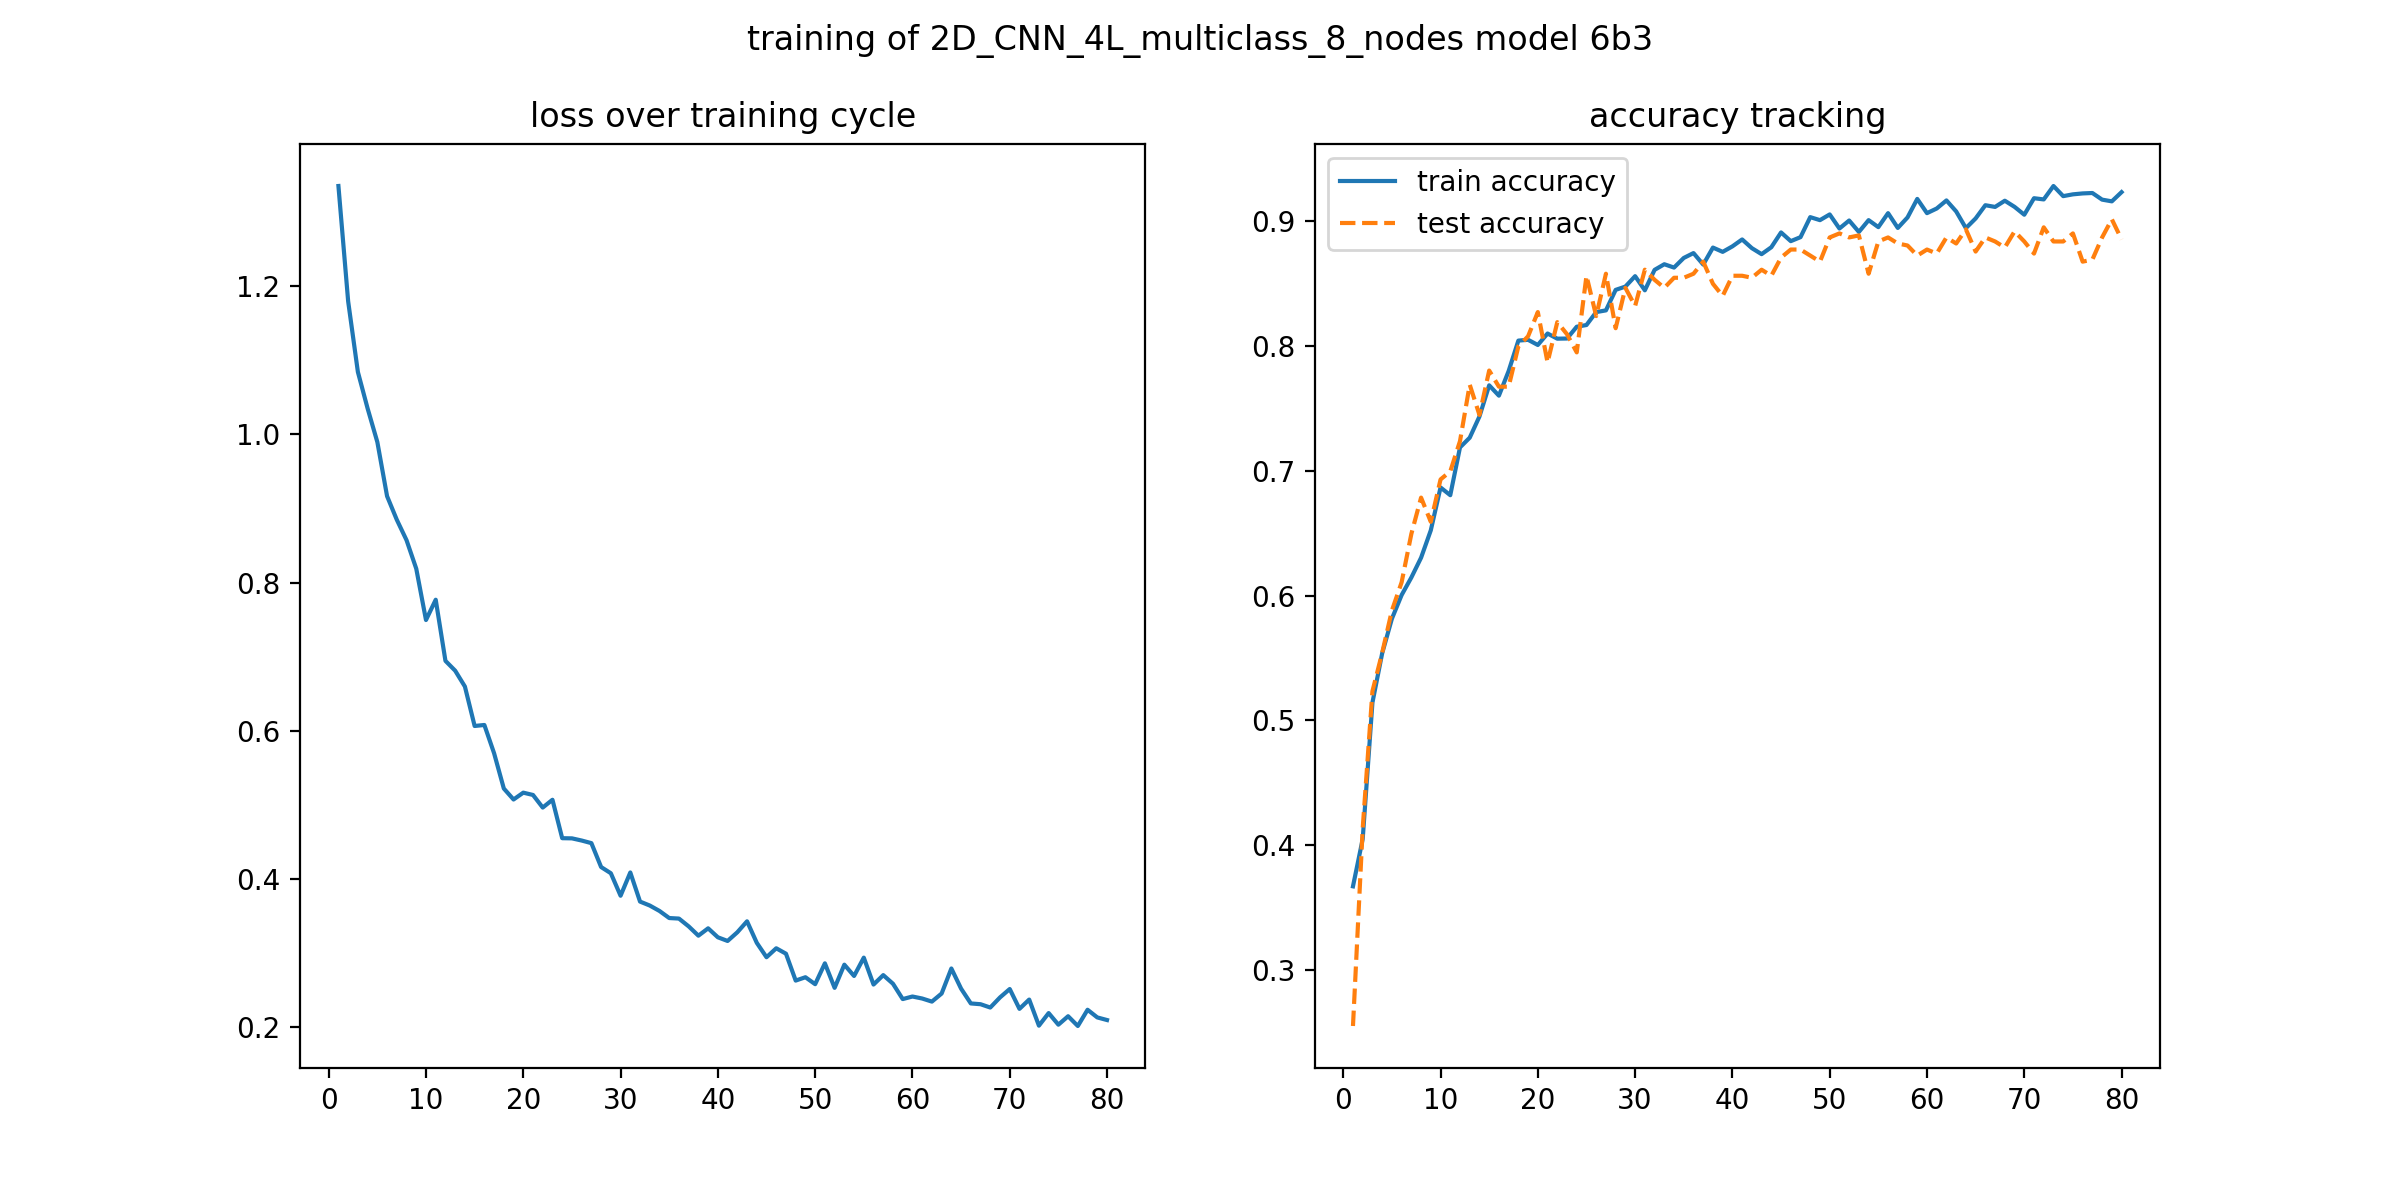 training of 2D_CNN_4L_multiclass_8_nodes model 6b3
loss over training cycle
1.2
1.0
0.8
0.6
0.4
0.2
0 10 20 30 40 50 60 70 80
accuracy tracking
train accuracy
test accuracy
0.9
0.8
0.7
0.6
0.5
0.4
0.3
0 10 20 30 40 50 60 70 80